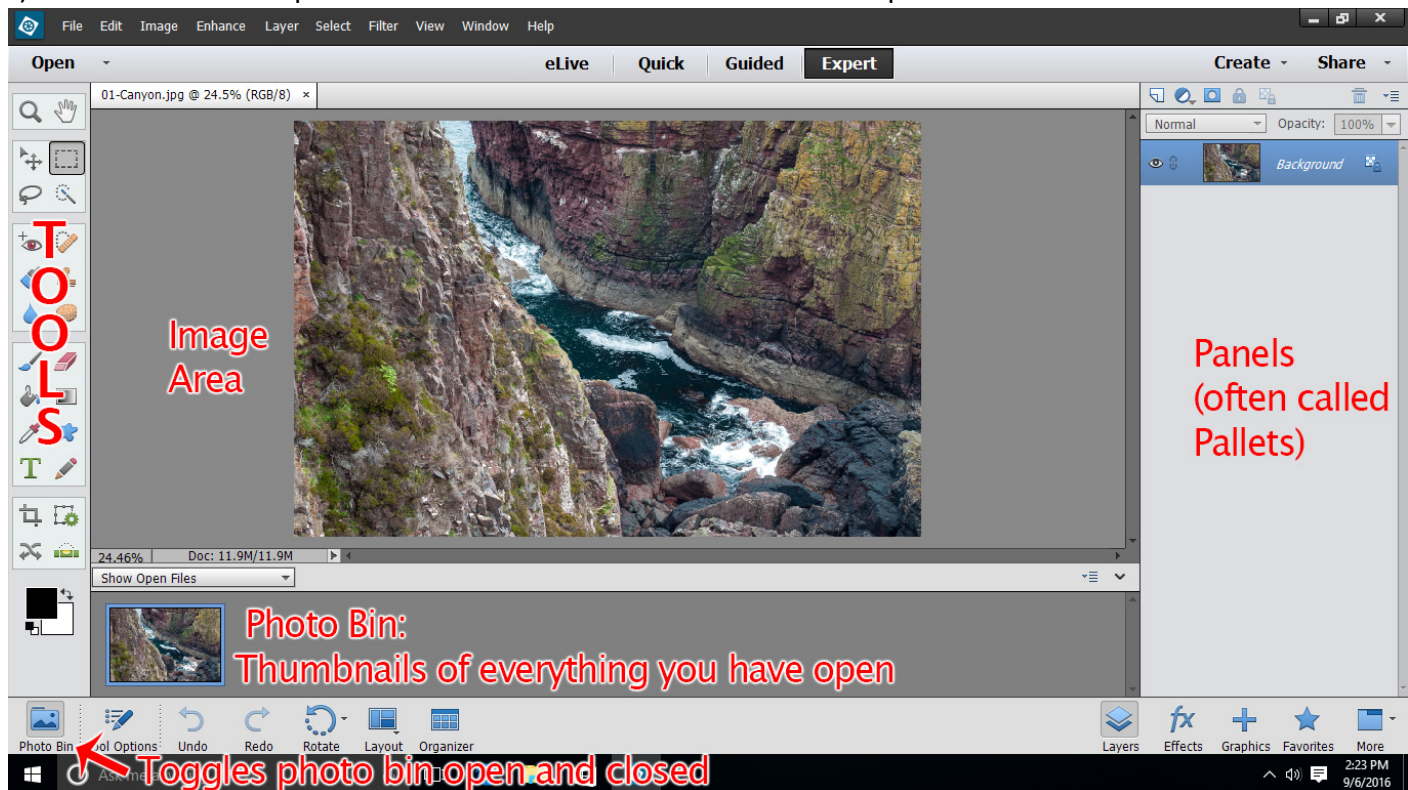 File Edit Image Enhance Layer Select Filter View Window Help
Open eLive Quick Guided Expert Create Share
01-Canyon.jpg @ 24.5% (RGB/8) ×
Normal Opacity: 100%
Background
TOOLS
Image
Area
Panels
(often called
Pallets)
T
24.46% Doc: 11.9M/11.9M
Show Open Files
Photo Bin:
Thumbnails of everything you have open
Photo Bin Options Undo Redo Rotate Layout Organizer Layers fx Effects Graphics Favorites More
Toggles photo bin open and closed
2:23 PM
9/6/2016